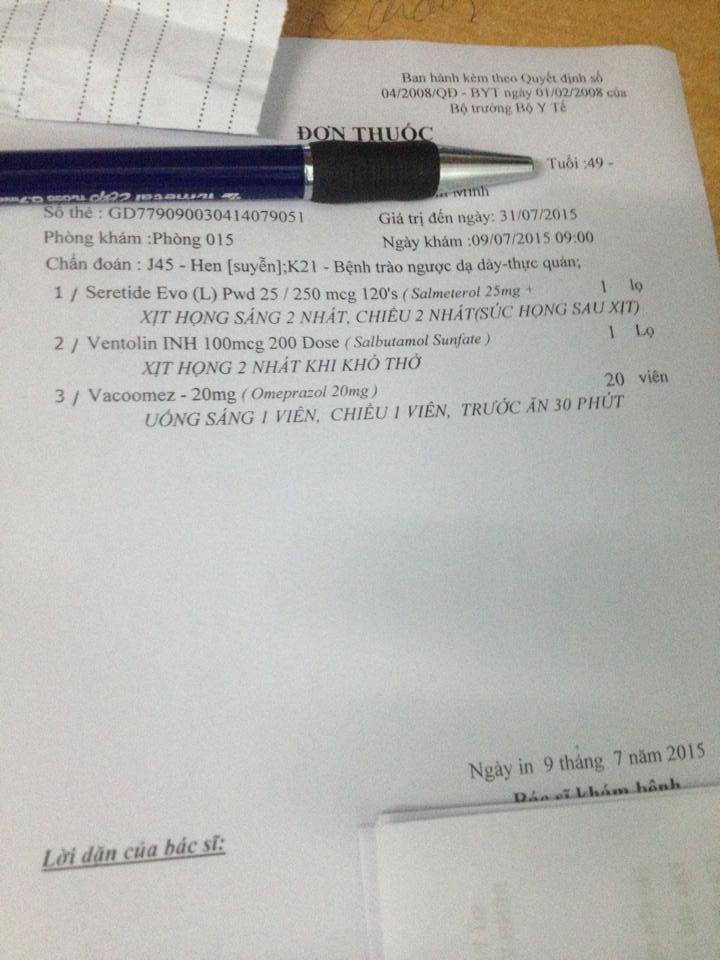 Ban hành kèm theo Quyết định số
04/2008/QĐ - BYT ngày 01/02/2008 của
Bộ trưởng Bộ Y Tế
ĐƠN THUỐC
Tuổi :49 -
Minh
Số thẻ : GD779090030414079051 Giá trị đến ngày: 31/07/2015
Phòng khám :Phòng 015 Ngày khám :09/07/2015 09:00
Chẩn đoán : J45 - Hen [suyễn];K21 - Bệnh trào ngược dạ dày-thực quản;
1 / Seretide Evo (L) Pwd 25 / 250 mcg 120's ( Salmeterol 25mg + 1 lọ
XỊT HỌNG SÁNG 2 NHÁT, CHIỀU 2 NHÁT(SÚC HỌNG SAU XỊT)
2 / Ventolin INH 100mcg 200 Dose ( Salbutamol Sunfate ) 1 Lọ
XỊT HỌNG 2 NHÁT KHI KHÓ THỞ
3 / Vacoomez - 20mg ( Omeprazol 20mg ) 20 viên
UỐNG SÁNG 1 VIÊN, CHIỀU 1 VIÊN, TRƯỚC ĂN 30 PHÚT
Ngày in 9 tháng 7 năm 2015
Bác sĩ khám bệnh
Lời dặn của bác sĩ: